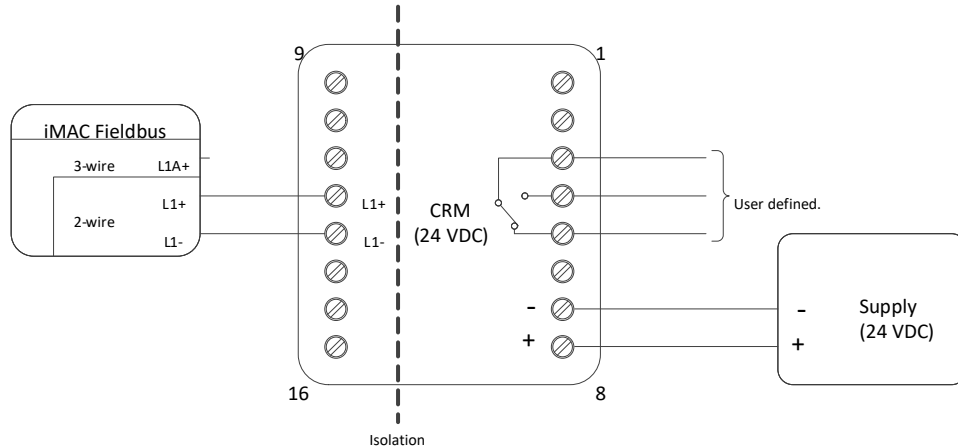 9
1
iMAC Fieldbus
3-wire
L1A+
L1+
2-wire
L1-
L1+
L1-
CRM
(24 VDC)
User defined.
-
+
-
+
Supply
(24 VDC)
16
8
Isolation